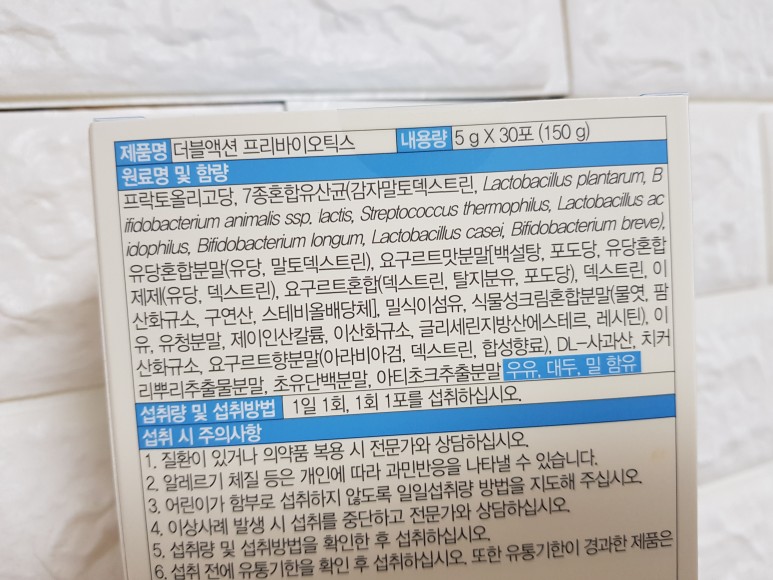 제품명 더블액션 프리바이오틱스 내용량 5 g X 30포 (150 g)
원료명 및 함량
프락토올리고당, 7종혼합유산균(감자말토덱스트린, Lactobacillus plantarum, B
ifidobacterium animalis ssp. lactis, Streptococcus thermophilus, Lactobacillus ac
idophilus, Bifidobacterium longum, Lactobacillus casei, Bifidobacterium breve),
유당혼합분말(유당, 말토덱스트린), 요구르트맛분말[백설탕, 포도당, 유당혼합
제제(유당, 덱스트린), 요구르트혼합(덱스트린, 탈지분유, 포도당), 덱스트린, 이
산화규소, 구연산, 스테비올배당체], 밀식이섬유, 식물성크림혼합분말(물엿, 팜
유, 유청분말, 제이인산칼륨, 이산화규소, 글리세린지방산에스테르, 레시틴), 이
산화규소, 요구르트향분말(아라비아검, 덱스트린, 합성향료), DL-사과산, 치커
리뿌리추출물분말, 초유단백분말, 아티초크추출분말 우유, 대두, 밀 함유
섭취량 및 섭취방법 1일 1회, 1회 1포를 섭취하십시오.
섭취 시 주의사항
1. 질환이 있거나 의약품 복용 시 전문가와 상담하십시오.
2. 알레르기 체질 등은 개인에 따라 과민반응을 나타낼 수 있습니다.
3. 어린이가 함부로 섭취하지 않도록 일일섭취량 방법을 지도해 주십시오.
4. 이상사례 발생 시 섭취를 중단하고 전문가와 상담하십시오.
5. 섭취량 및 섭취방법을 확인한 후 섭취하십시오.
6. 섭취 전에 유통기한을 확인 후 섭취하십시오. 또한 유통기한이 경과한 제품은